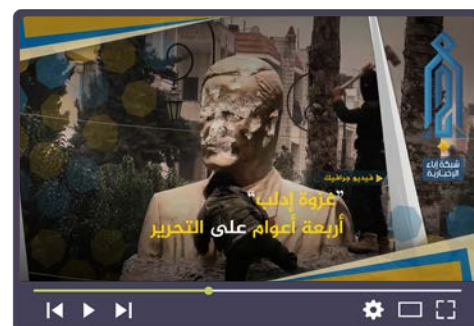 شبكة إباء
الإخبارية
فيديو جرافيك
"غزوة إدلب"
أربعة أعوام على التحرير